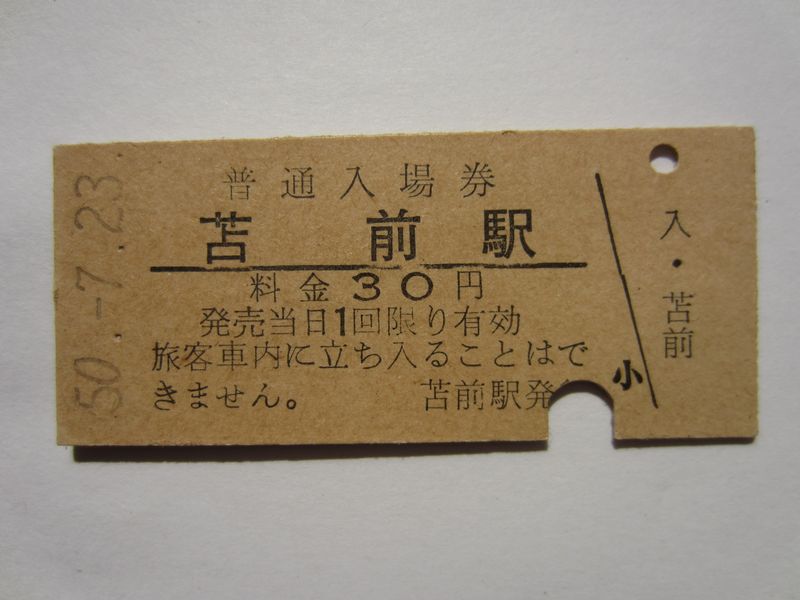 普通入場券
苫前駅
料金30円
発売当日1回限り有効
旅客車内に立ち入ることはで
きません。 苫前駅発
小
入・苫前
50.-7.23